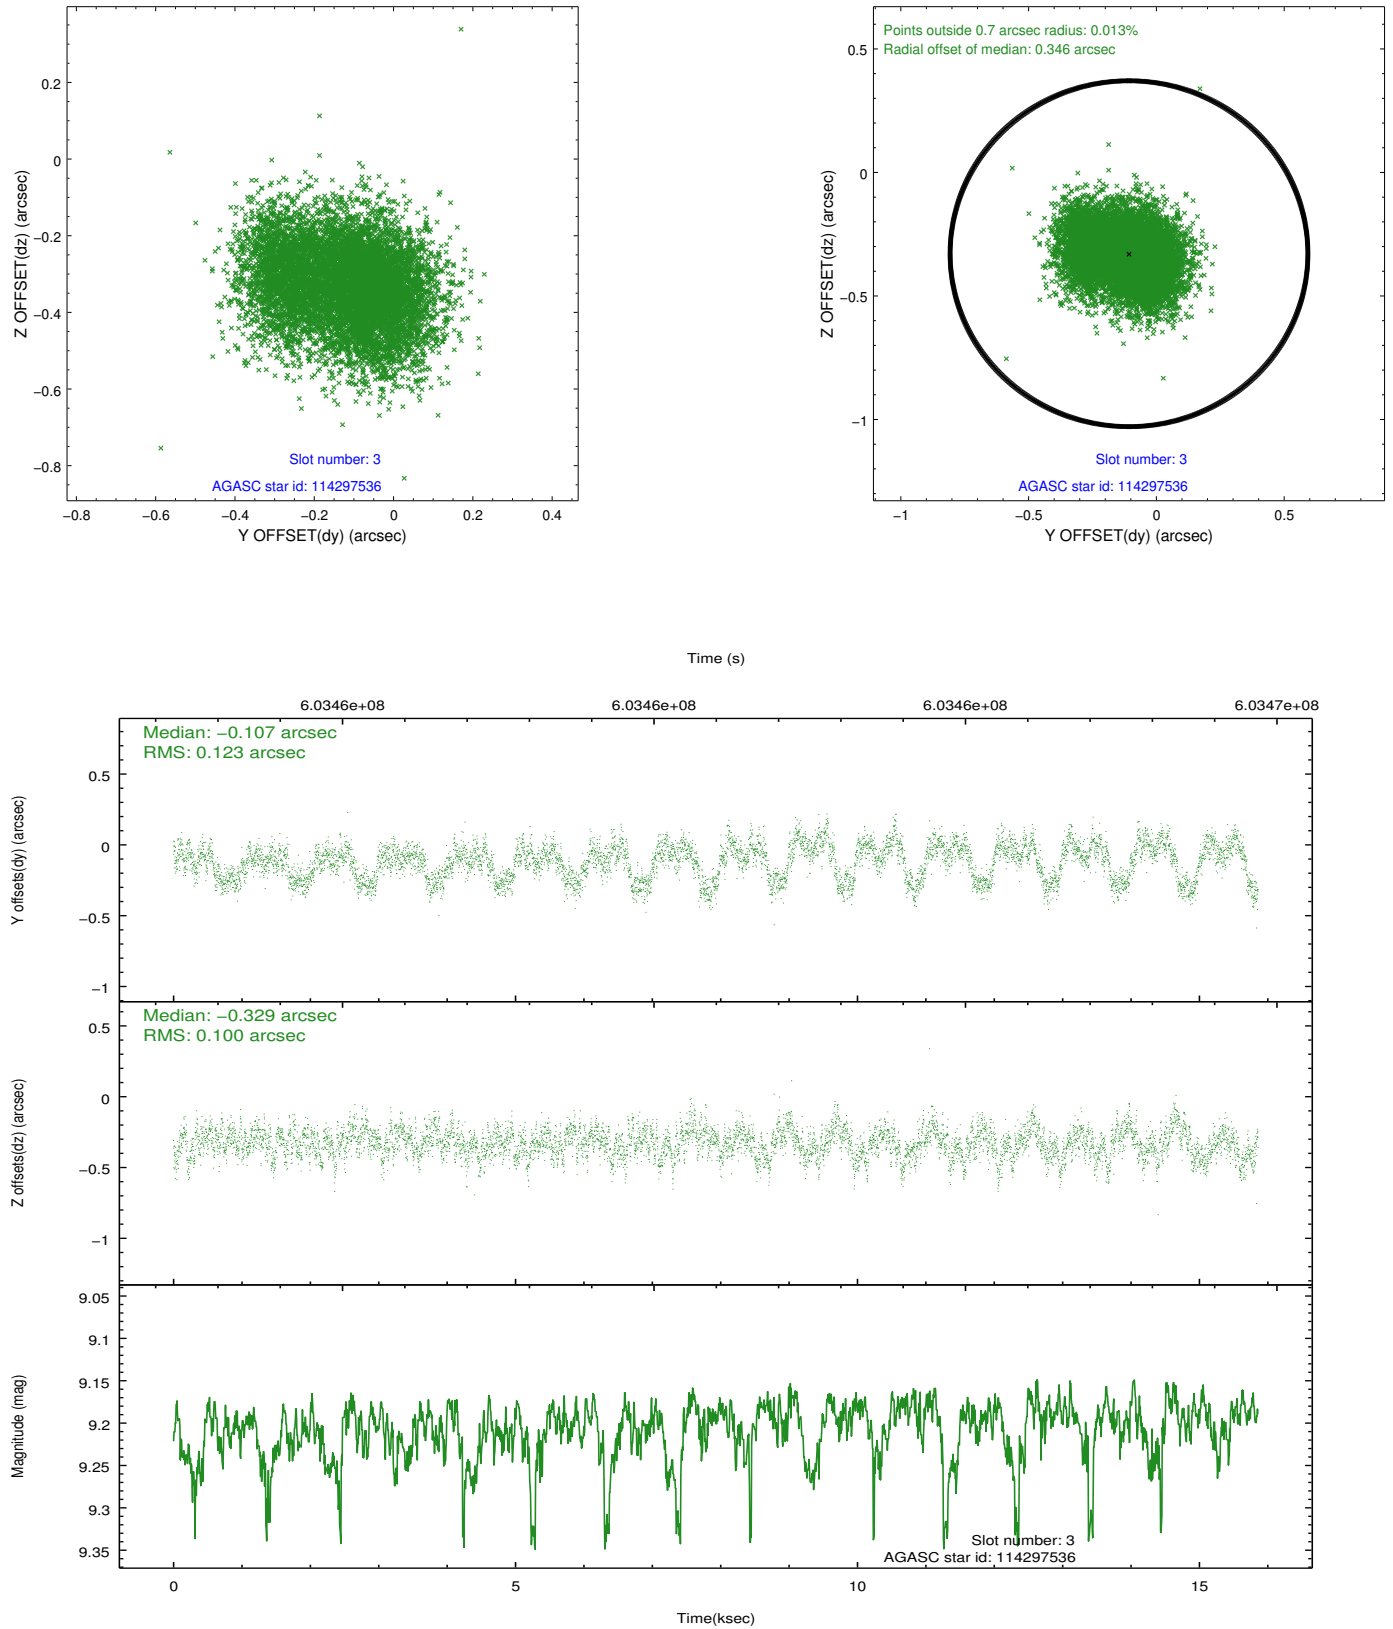 0.2
0
−0.2
−0.4
−0.6
−0.8
Z OFFSET(dz) (arcsec)
Slot number: 3
AGASC star id: 114297536
−0.8 −0.6 −0.4 −0.2 0 0.2 0.4
Y OFFSET(dy) (arcsec)
Points outside 0.7 arcsec radius: 0.013%
Radial offset of median: 0.346 arcsec
0.5
0
−0.5
−1
Z OFFSET(dz) (arcsec)
Slot number: 3
AGASC star id: 114297536
−1 −0.5 0 0.5
Y OFFSET(dy) (arcsec)
Time (s)
6.0346e+08 6.0346e+08 6.0346e+08 6.0347e+08
Median: −0.107 arcsec
RMS: 0.123 arcsec
0.5
0
−0.5
−1
Y offsets(dy) (arcsec)
Median: −0.329 arcsec
RMS: 0.100 arcsec
0.5
0
−0.5
−1
Z offsets(dz) (arcsec)
9.05
9.1
9.15
9.2
9.25
9.3
9.35
Magnitude (mag)
Slot number: 3
AGASC star id: 114297536
0 5 10 15
Time(ksec)